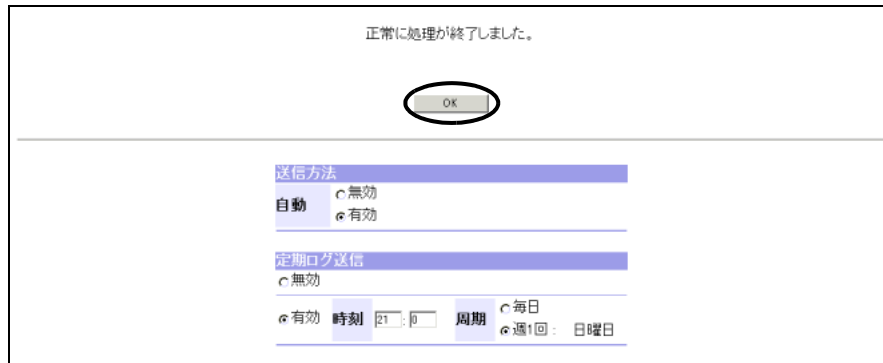 正常に処理が終了しました。
OK
送信方法
自動
無効
有効
定期ログ送信
無効
有効 時刻 21 : 0 周期
毎日
週1回 : 日曜日